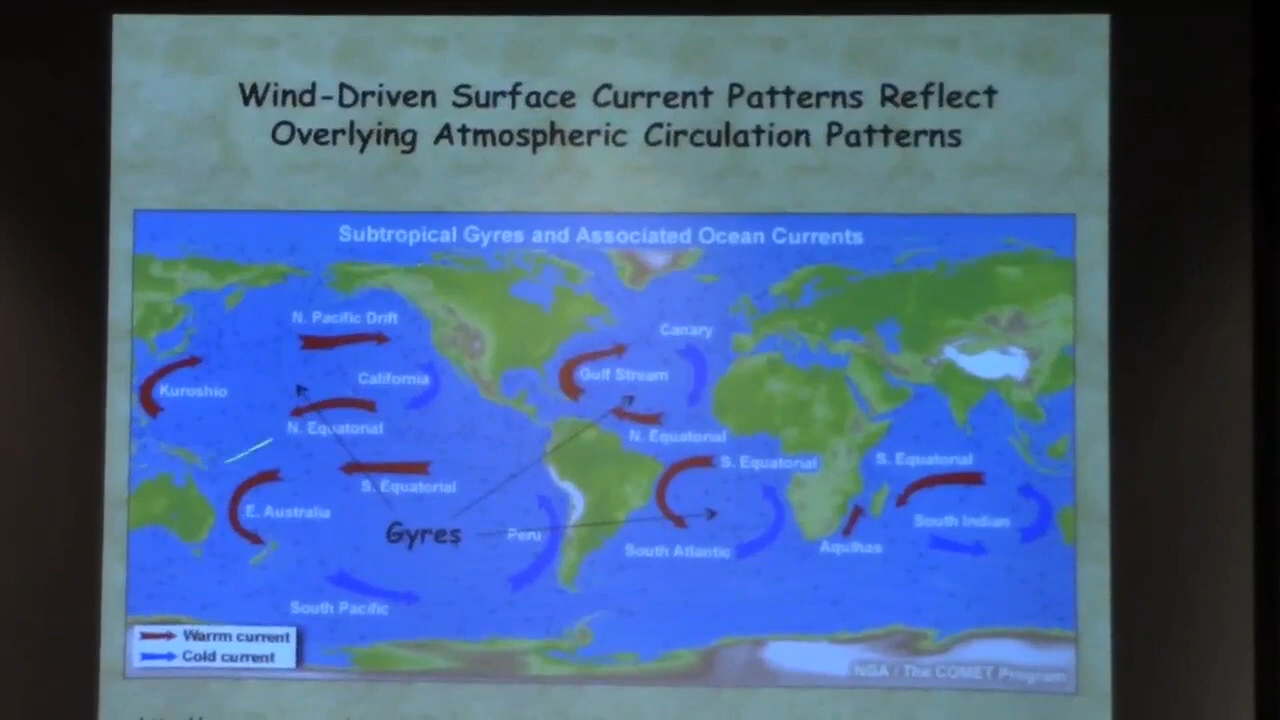 Wind-Driven Surface Current Patterns Reflect
Overlying Atmospheric Circulation Patterns
Subtropical Gyres and Associated Ocean Currents
N. Pacific Drift
Canary
Kuroshio
California
Gulf Stream
N. Equatorial
N. Equatorial
S. Equatorial
S. Equatorial
S. Equatorial
E. Australia
Gyres
Peru
South Indian
South Atlantic
Agulhas
South Pacific
Warm current
Cold current
NGA / The COMET Program